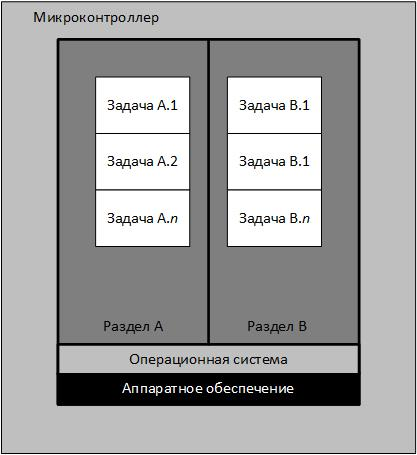 Микроконтроллер
Задача А.1
Задача В.1
Задача А.2
Задача В.1
Задача А.n
Задача В.n
Раздел А
Раздел В
Операционная система
Аппаратное обеспечение